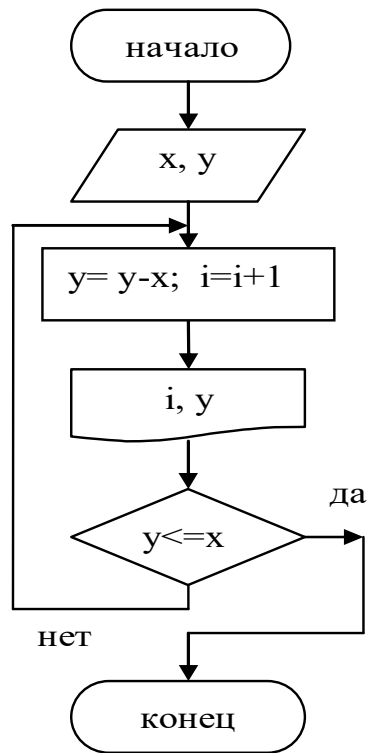 начало
x, y
y= y-x; i=i+1
i, y
да
y<=x
нет
конец